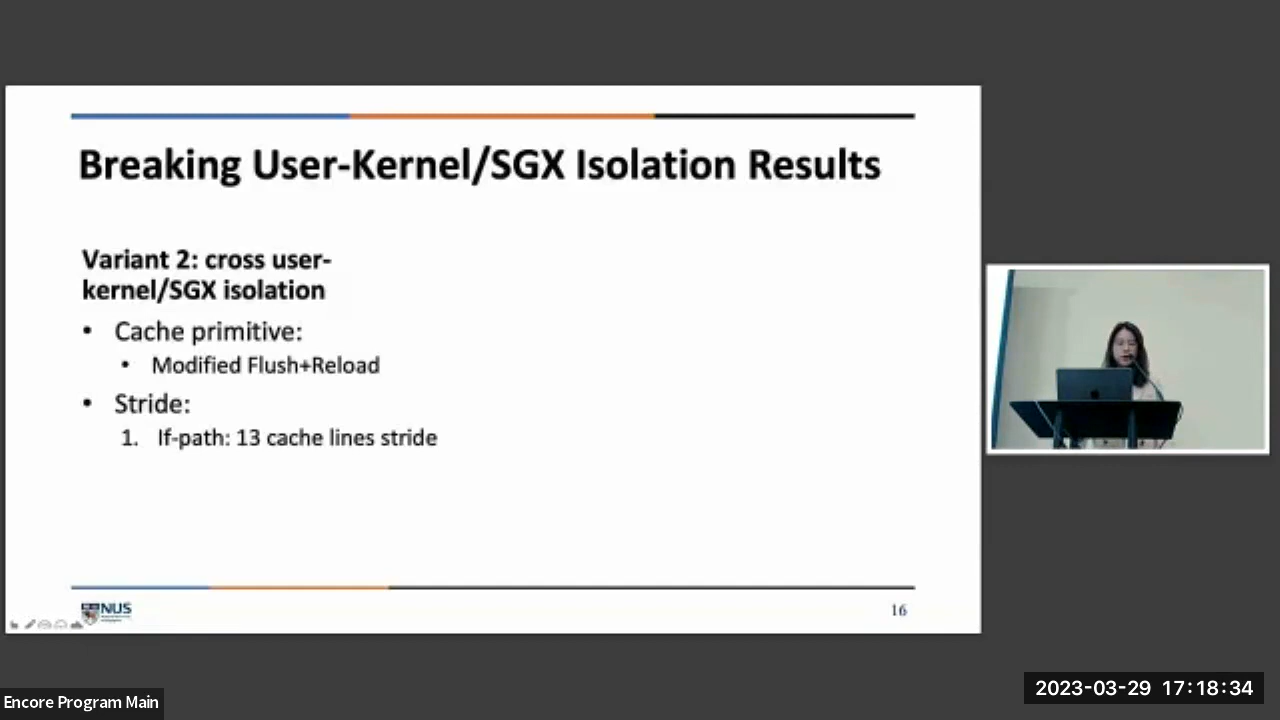 Breaking User-Kernel/SGX Isolation Results
Variant 2: cross user-
kernel/SGX isolation
• Cache primitive:
• Modified Flush+Reload
• Stride:
1. If-path: 13 cache lines stride
NUS
16
Encore Program Main
2023-03-29 17:18:34